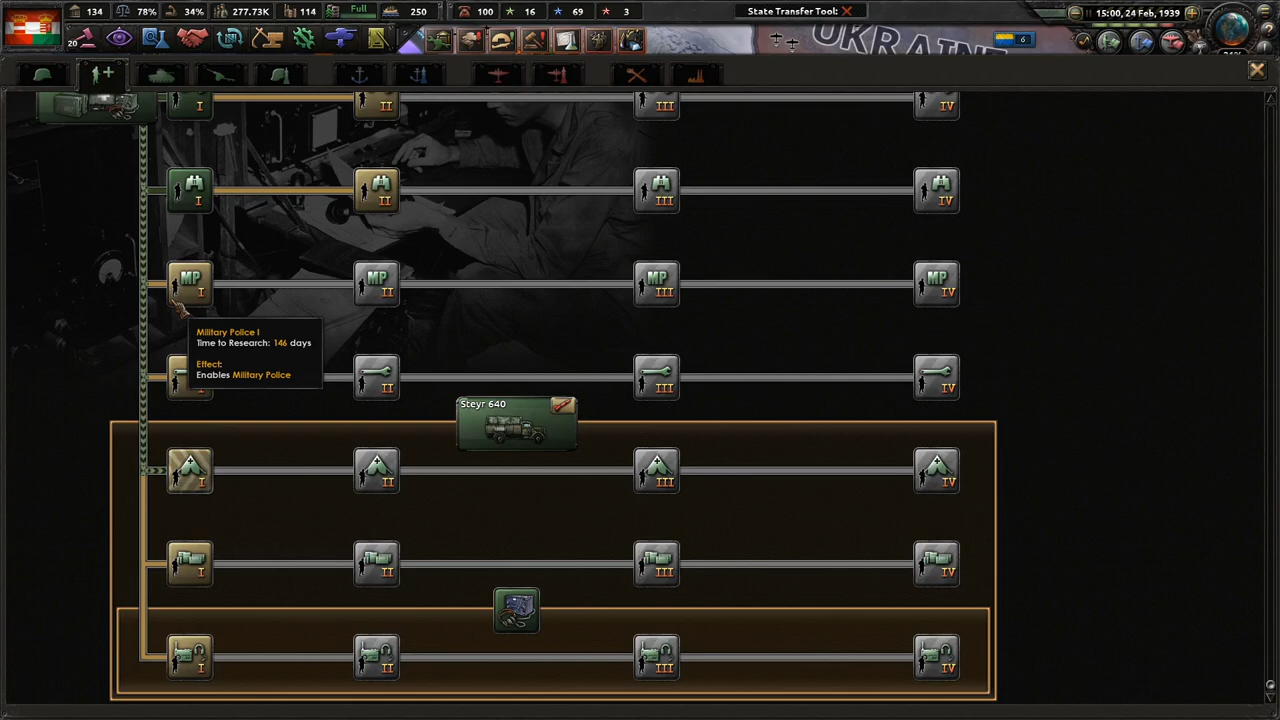 134 78% 34% 277.73K 114 Full 250 100 16 69 3 State Transfer Tool: 15:00, 24 Feb, 1939
20 UKRAINE 6
I II III IV
I II III IV
MP I MP II MP III MP IV
Military Police I
Time to Research: 146 days
Effect:
Enables Military Police
II III IV
Steyr 640
I II III IV
I II III IV
I II III IV